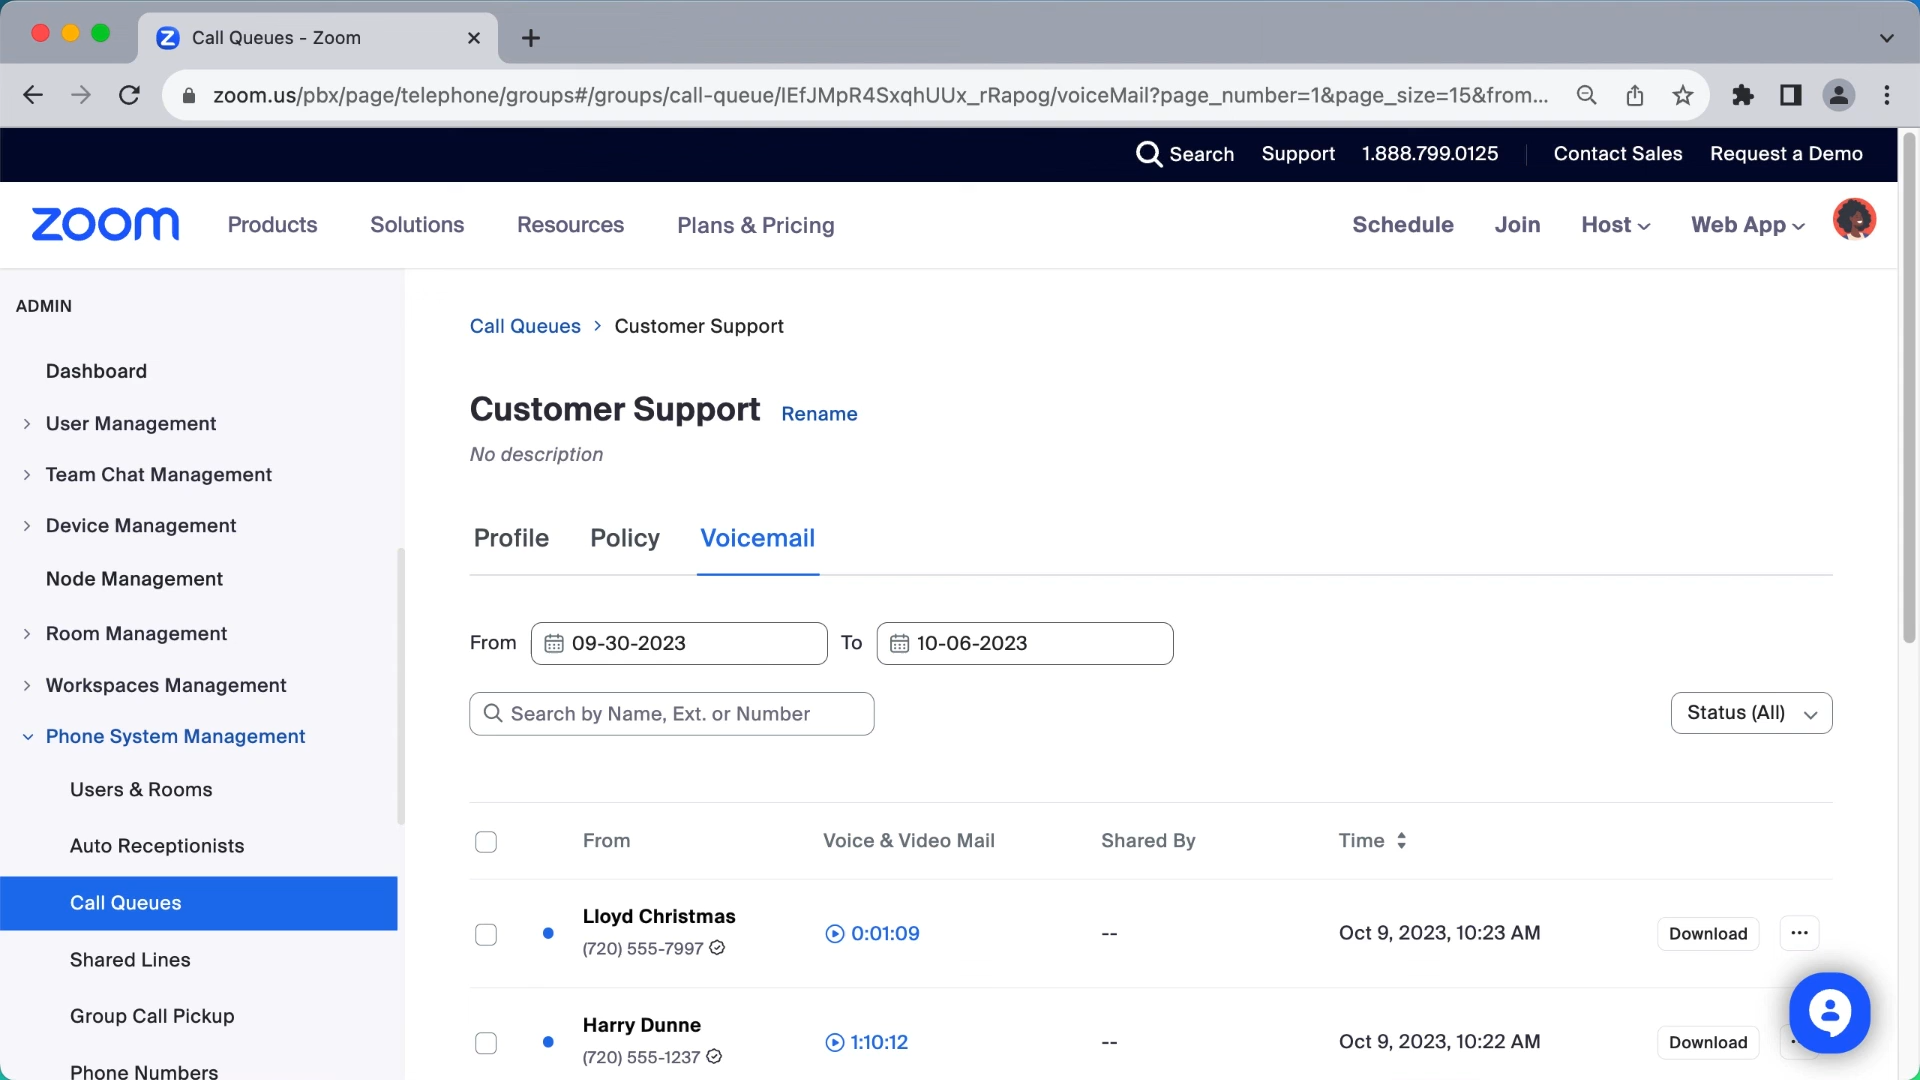 Call Queues - Zoom
zoom.us/pbx/page/telephone/groups#/groups/call-queue/IEfJMpR4SxqhUUx_rRapog/voiceMail?page_number=1&page_size=15&from...
Search Support 1.888.799.0125 Contact Sales Request a Demo
zoom Products Solutions Resources Plans & Pricing Schedule Join Host Web App
ADMIN
Dashboard
User Management
Team Chat Management
Device Management
Node Management
Room Management
Workspaces Management
Phone System Management
Users & Rooms
Auto Receptionists
Call Queues
Shared Lines
Group Call Pickup
Phone Numbers
Call Queues > Customer Support
Customer Support Rename
No description
Profile Policy Voicemail
From 09-30-2023 To 10-06-2023
Search by Name, Ext. or Number Status (All)
From Voice & Video Mail Shared By Time
Lloyd Christmas
(720) 555-7997 0:01:09 -- Oct 9, 2023, 10:23 AM Download ...
Harry Dunne
(720) 555-1237 1:10:12 -- Oct 9, 2023, 10:22 AM Download